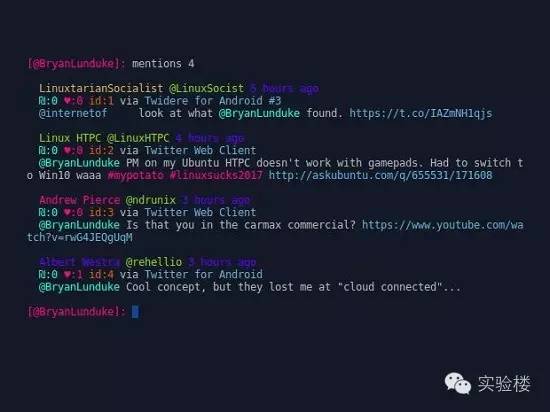 [@BryanLunduke]: mentions 4
LinuxtarianSocialist @LinuxSocist 5 hours ago
♺:0 ♥:0 id:1 via Twidere for Android #3
@internetof look at what @BryanLunduke found. https://t.co/IAZmNH1qjs
Linux HTPC @LinuxHTPC 4 hours ago
♺:0 ♥:0 id:2 via Twitter Web Client
@BryanLunduke PM on my Ubuntu HTPC doesn't work with gamepads. Had to switch t
o Win10 waaa #mypotato #linuxsucks2017 http://askubuntu.com/q/655531/171608
Andrew Pierce @ndrunix 3 hours ago
♺:0 ♥:0 id:3 via Twitter Web Client
@BryanLunduke Is that you in the carmax commercial? https://www.youtube.com/wa
tch?v=rwG4JEQgUqM
Albert Westra @rehellio 3 hours ago
♺:0 ♥:1 id:4 via Twitter for Android
@BryanLunduke Cool concept, but they lost me at "cloud connected"...
[@BryanLunduke]:
实验楼